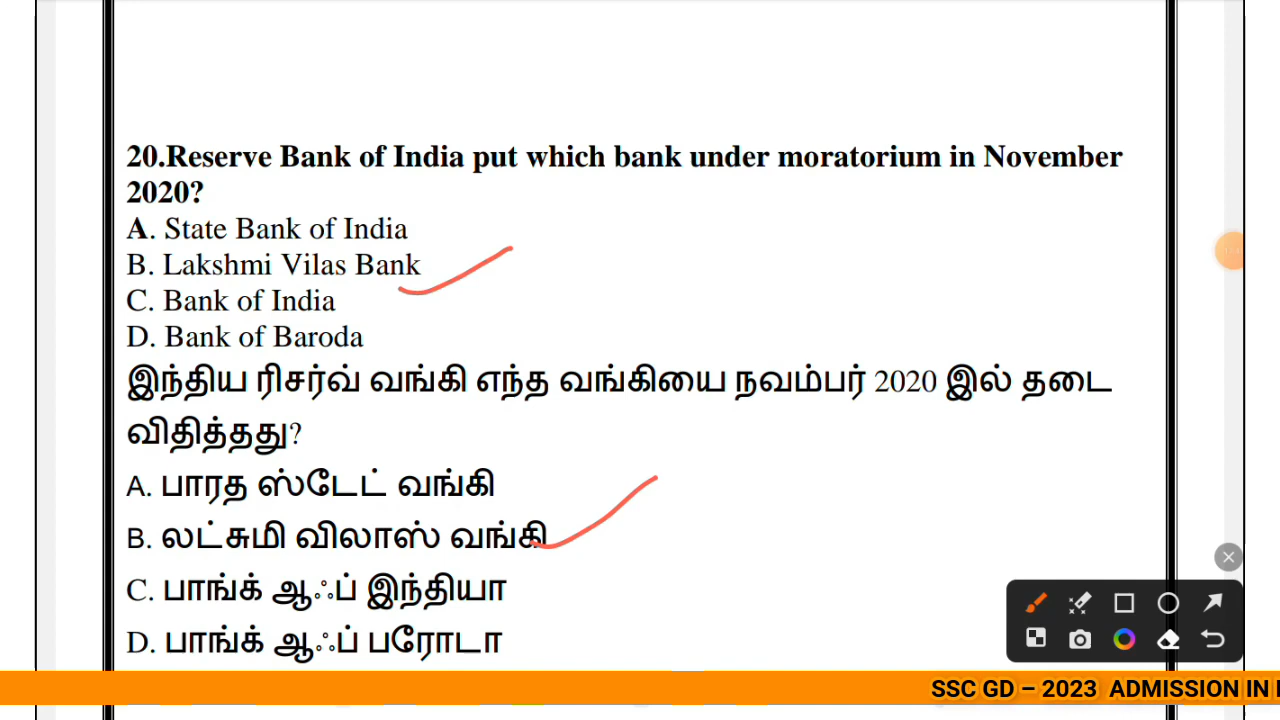 20.Reserve Bank of India put which bank under moratorium in November
2020?
A. State Bank of India
B. Lakshmi Vilas Bank
C. Bank of India
D. Bank of Baroda
இந்திய ரிசர்வ் வங்கி எந்த வங்கியை நவம்பர் 2020 இல் தடை
விதித்தது?
A. பாரத ஸ்டேட் வங்கி
B. லட்சுமி விலாஸ் வங்கி
C. பாங்க் ஆஃப் இந்தியா
D. பாங்க் ஆஃப் பரோடா
SSC GD – 2023 ADMISSION IN